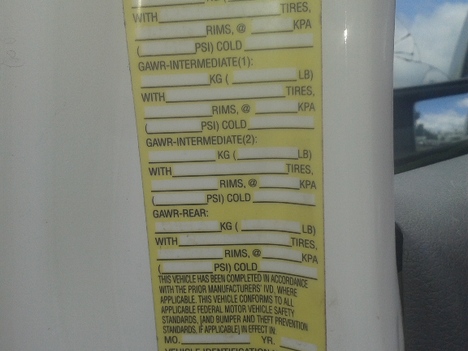 KG ( LB)
WITH TIRES,
RIMS, @ KPA
( PSI) COLD
GAWR-INTERMEDIATE(1):
KG ( LB)
WITH TIRES,
RIMS, @ KPA
( PSI) COLD
GAWR-INTERMEDIATE(2):
KG ( LB)
WITH TIRES,
RIMS, @ KPA
( PSI) COLD
GAWR-REAR:
KG ( LB)
WITH TIRES,
RIMS, @ KPA
( PSI) COLD
THIS VEHICLE HAS BEEN COMPLETED IN ACCORDANCE
WITH THE PRIOR MANUFACTURERS' IVD, WHERE
APPLICABLE. THIS VEHICLE CONFORMS TO ALL
APPLICABLE FEDERAL MOTOR VEHICLE SAFETY
STANDARDS, [AND BUMPER AND THEFT PREVENTION
STANDARDS, IF APPLICABLE] IN EFFECT IN:
MO. YR.
VEHICLE IDENTIFICATION